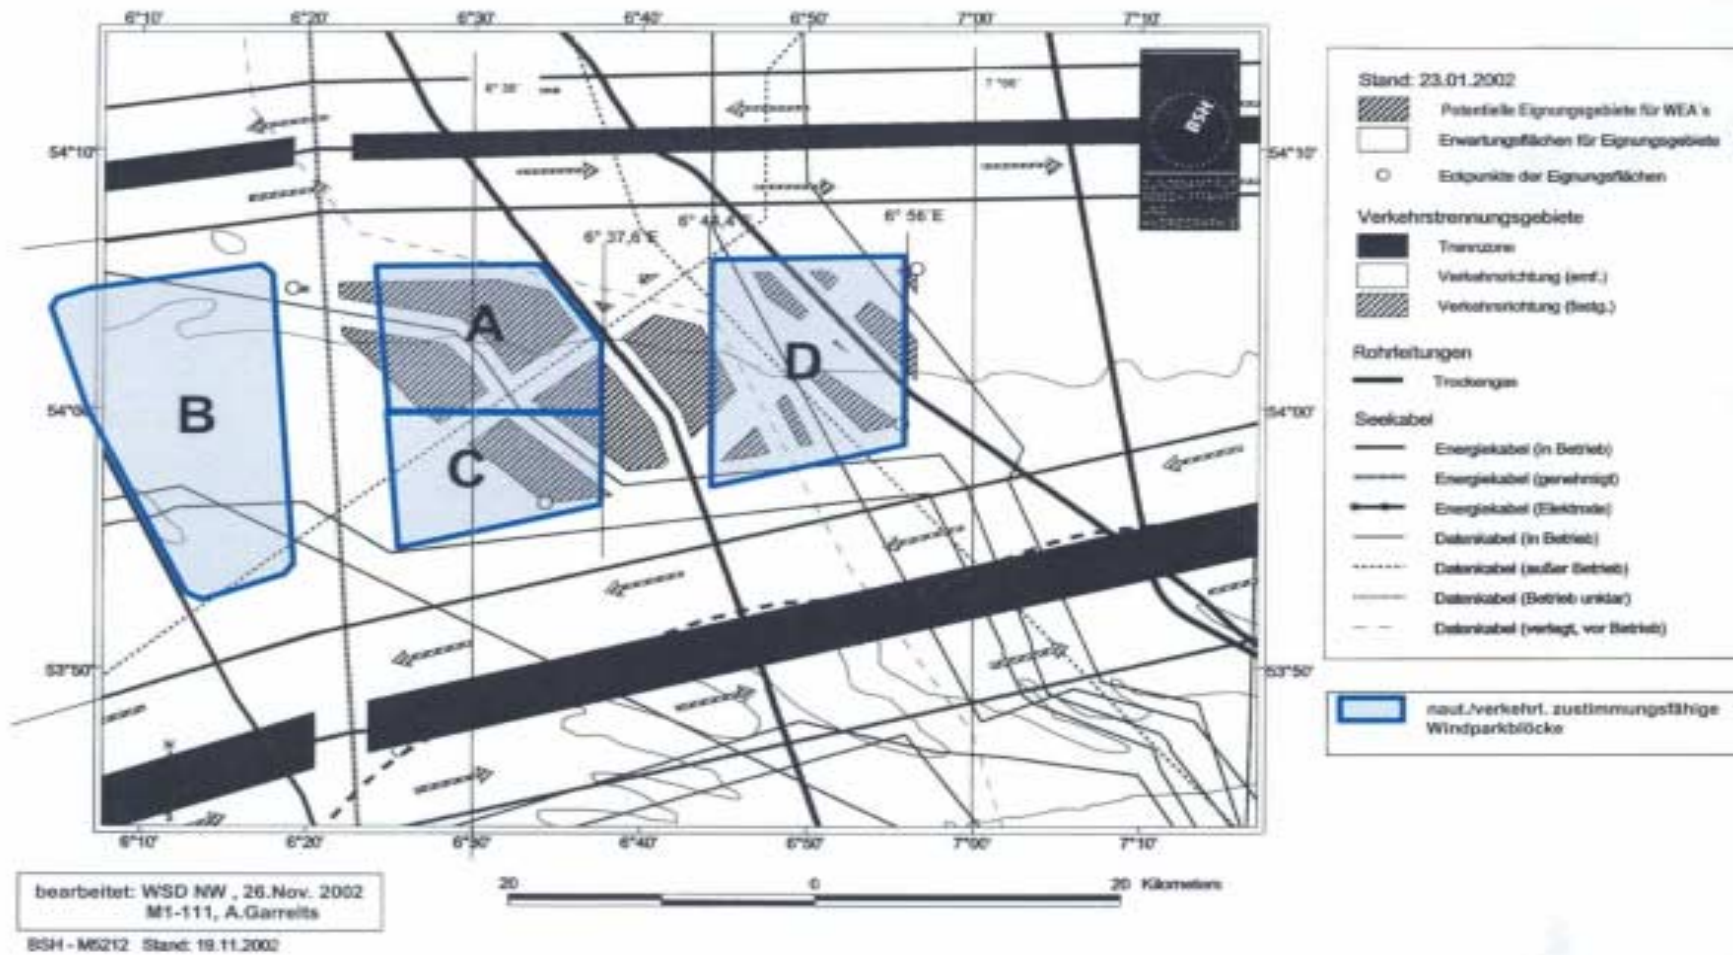 6°10' 6°20' 6°30' 6°40' 6°50' 7°00' 7°10'
BSH
54°10' 54°10'
6° 37,6'E
6° 56'E
A
B
C
D
54°00' 54°00'
53°50' 53°50'
6°10' 6°20' 6°30' 6°40' 6°50' 7°00' 7°10'
Stand: 23.01.2002
Potentielle Eignungsgebiete für WEA's
Erwartungsflächen für Eignungsgebiete
Eckpunkte der Eignungsflächen
Verkehrstrennungsgebiete
Trennzone
Verkehrsrichtung (emf.)
Verkehrsrichtung (festg.)
Rohrleitungen
Trockengas
Seekabel
Energiekabel (in Betrieb)
Energiekabel (genehmigt)
Energiekabel (Elektrode)
Datenkabel (in Betrieb)
Datenkabel (außer Betrieb)
Datenkabel (Betrieb unklar)
Datenkabel (verlegt, vor Betrieb)
naut./verkehrl. zustimmungsfähige
Windparkblöcke
20 0 20 Kilometers
bearbeitet: WSD NW , 26.Nov. 2002
M1-111, A.Garrelts
BSH - M5212 Stand: 19.11.2002